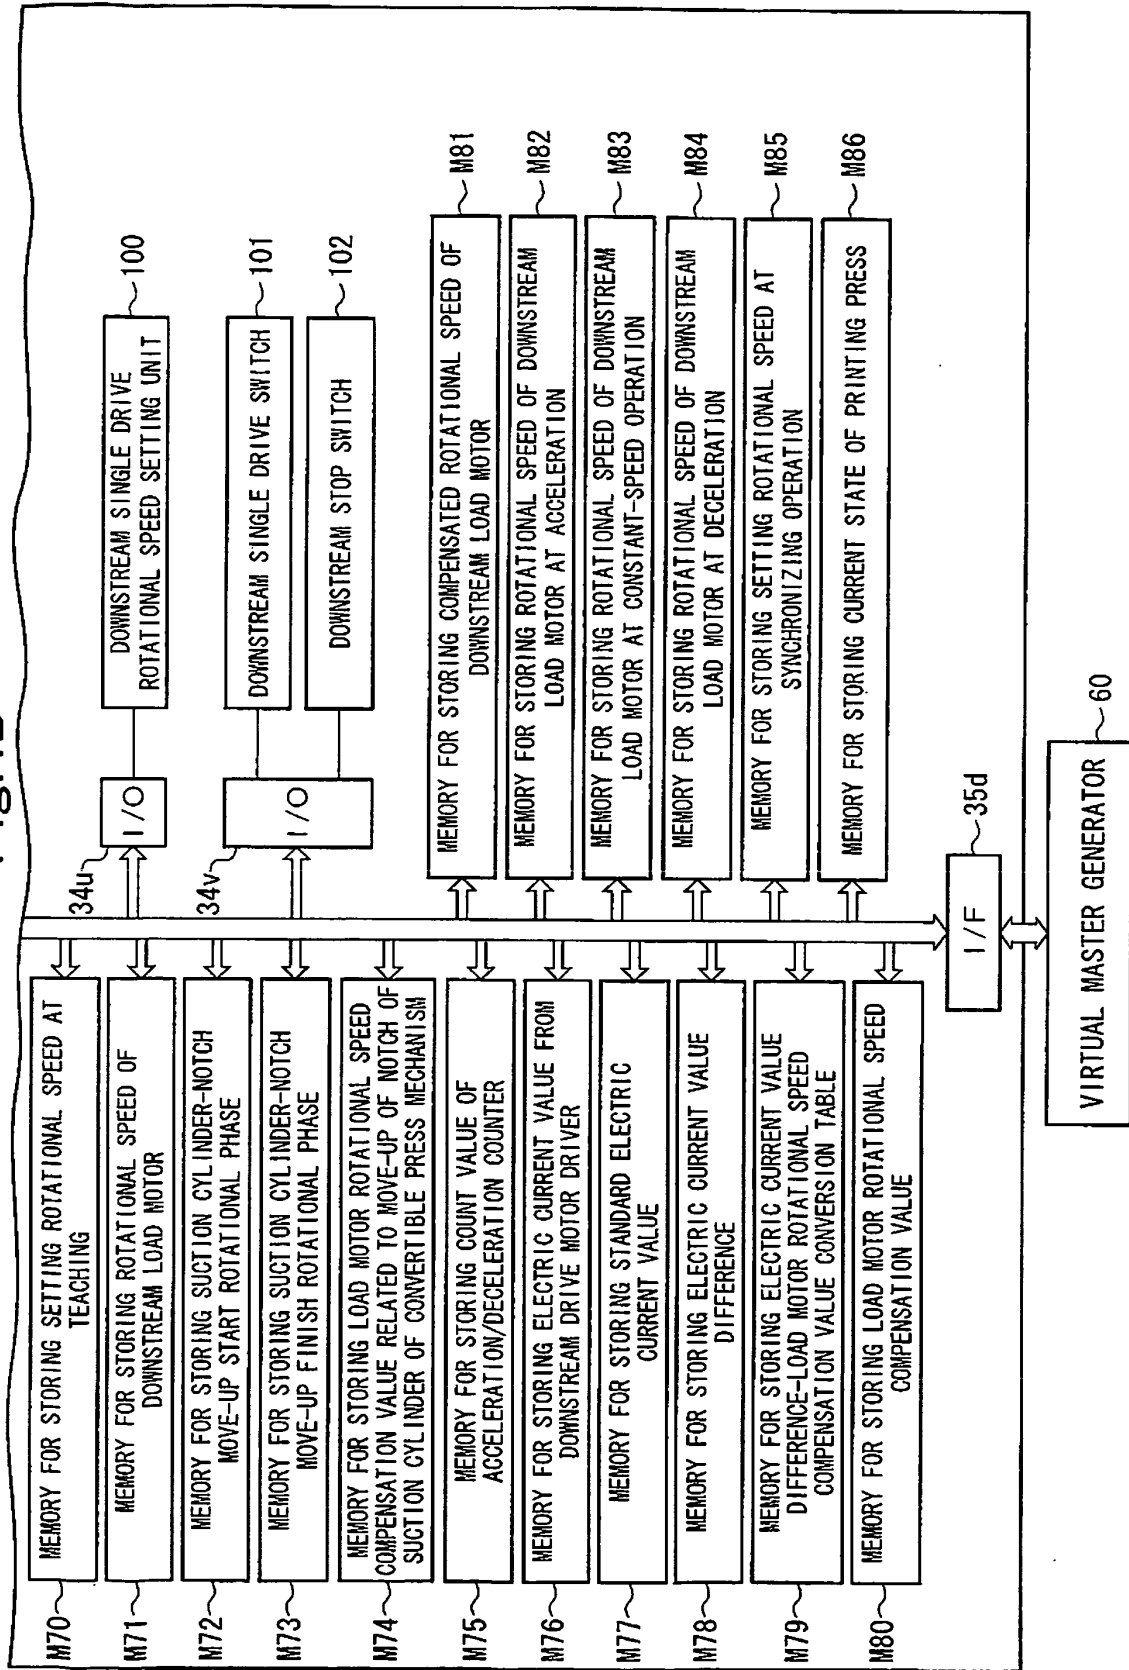 34u
I/O
DOWNSTREAM SINGLE DRIVE
ROTATIONAL SPEED SETTING UNIT
100
34v
I/O
DOWNSTREAM SINGLE DRIVE SWITCH
101
DOWNSTREAM STOP SWITCH
102
M70
MEMORY FOR STORING SETTING ROTATIONAL SPEED AT
TEACHING
M71
MEMORY FOR STORING ROTATIONAL SPEED OF
DOWNSTREAM LOAD MOTOR
M72
MEMORY FOR STORING SUCTION CYLINDER-NOTCH
MOVE-UP START ROTATIONAL PHASE
M73
MEMORY FOR STORING SUCTION CYLINDER-NOTCH
MOVE-UP FINISH ROTATIONAL PHASE
M74
MEMORY FOR STORING LOAD MOTOR ROTATIONAL SPEED
COMPENSATION VALUE RELATED TO MOVE-UP OF NOTCH OF
SUCTION CYLINDER OF CONVERTIBLE PRESS MECHANISM
M75
MEMORY FOR STORING COUNT VALUE OF
ACCELERATION/DECELERATION COUNTER
M76
MEMORY FOR STORING ELECTRIC CURRENT VALUE FROM
DOWNSTREAM DRIVE MOTOR DRIVER
M77
MEMORY FOR STORING STANDARD ELECTRIC
CURRENT VALUE
M78
MEMORY FOR STORING ELECTRIC CURRENT VALUE
DIFFERENCE
M79
MEMORY FOR STORING ELECTRIC CURRENT VALUE
DIFFERENCE-LOAD MOTOR ROTATIONAL SPEED
COMPENSATION VALUE CONVERSION TABLE
M80
MEMORY FOR STORING LOAD MOTOR ROTATIONAL SPEED
COMPENSATION VALUE
MEMORY FOR STORING COMPENSATED ROTATIONAL SPEED OF
DOWNSTREAM LOAD MOTOR
M81
MEMORY FOR STORING ROTATIONAL SPEED OF DOWNSTREAM
LOAD MOTOR AT ACCELERATION
M82
MEMORY FOR STORING ROTATIONAL SPEED OF DOWNSTREAM
LOAD MOTOR AT CONSTANT-SPEED OPERATION
M83
MEMORY FOR STORING ROTATIONAL SPEED OF DOWNSTREAM
LOAD MOTOR AT DECELERATION
M84
MEMORY FOR STORING SETTING ROTATIONAL SPEED AT
SYNCHRONIZING OPERATION
M85
MEMORY FOR STORING CURRENT STATE OF PRINTING PRESS
M86
I/F
35d
VIRTUAL MASTER GENERATOR
60